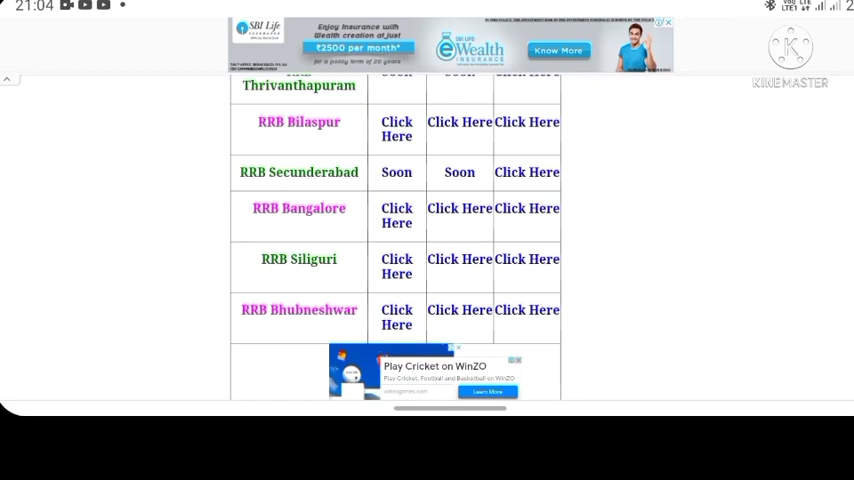 21:04
SBI Life
INSURANCE
Enjoy Insurance with
Wealth creation at just
₹2500 per month*
for a policy term of 20 years
SBI LIFE
eWealth
INSURANCE
Know More
KINEMASTER
Thrivanthapuram
RRB Bilaspur Click Here Click Here Click Here
RRB Secunderabad Soon Soon Click Here
RRB Bangalore Click Here Click Here Click Here
RRB Siliguri Click Here Click Here Click Here
RRB Bhubneshwar Click Here Click Here Click Here
Play Cricket on WinZO
Play Cricket, Football and Basketball on WinZO
Learn More